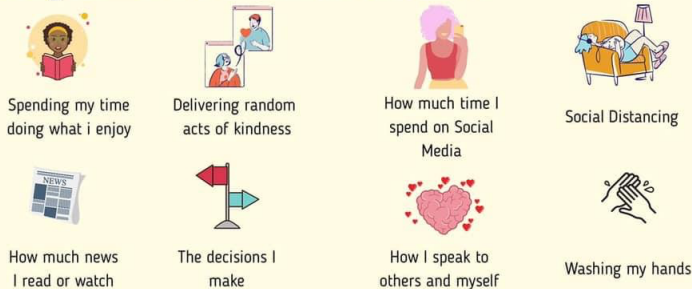 Spending my time
doing what i enjoy
Delivering random
acts of kindness
How much time I
spend on Social
Media
Social Distancing
NEWS
How much news
I read or watch
The decisions I
make
How I speak to
others and myself
Washing my hands